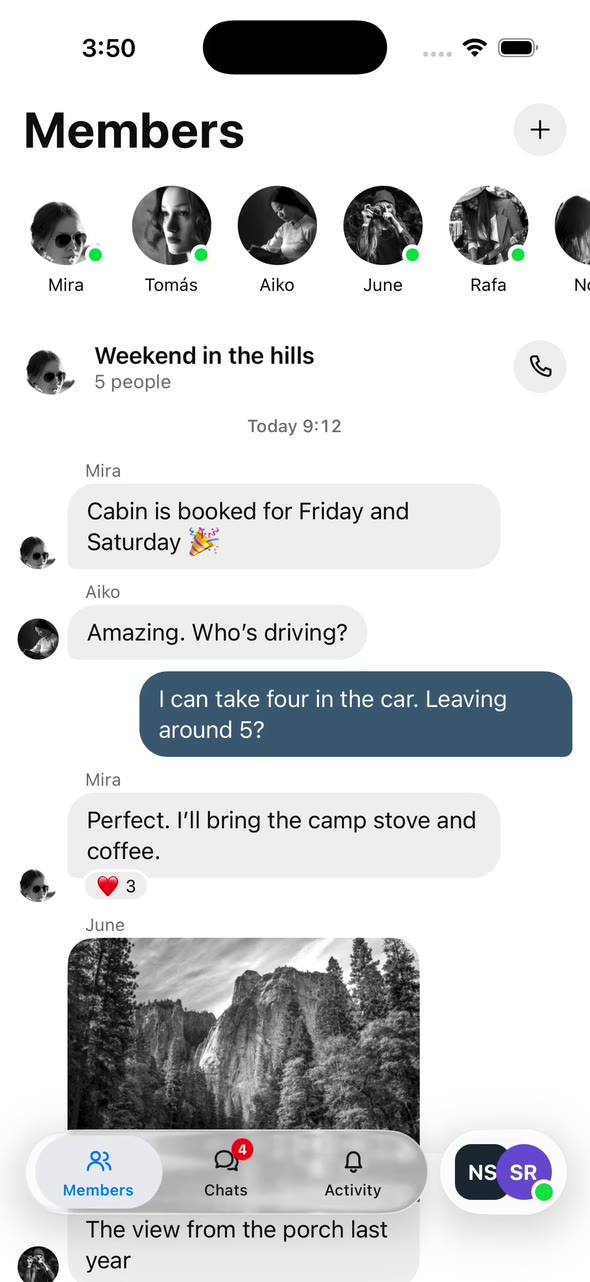 3:50
Members
Mira
Tomás
Aiko
June
Rafa
Weekend in the hills
5 people
Today 9:12
Mira
Cabin is booked for Friday and
Saturday 🎉
Aiko
Amazing. Who’s driving?
I can take four in the car. Leaving
around 5?
Mira
Perfect. I’ll bring the camp stove and
coffee.
❤️ 3
June
4
NS
SR
Members
Chats
Activity
The view from the porch last
year